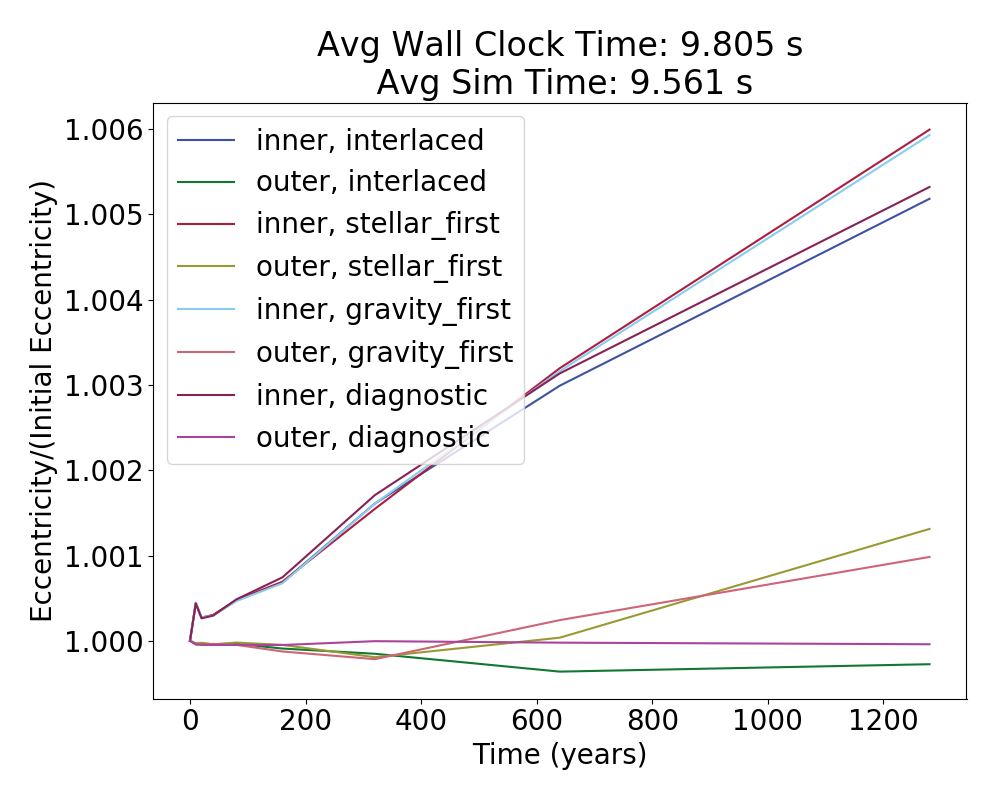 Avg Wall Clock Time: 9.805 s
Avg Sim Time: 9.561 s
Eccentricity/(Initial Eccentricity)
1.006
1.005
1.004
1.003
1.002
1.001
1.000
inner, interlaced
outer, interlaced
inner, stellar_first
outer, stellar_first
inner, gravity_first
outer, gravity_first
inner, diagnostic
outer, diagnostic
0 200 400 600 800 1000 1200
Time (years)